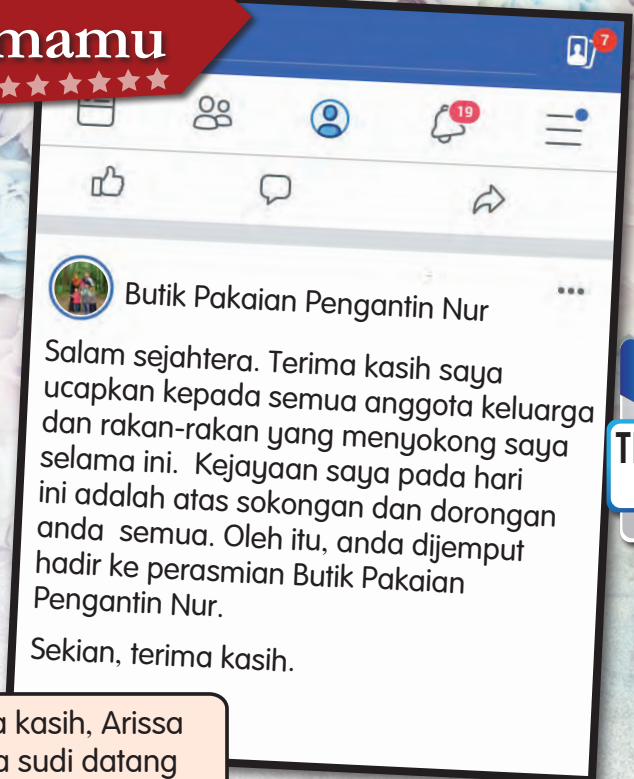 mamu
7
19
Butik Pakaian Pengantin Nur
Salam sejahtera. Terima kasih saya
ucapkan kepada semua anggota keluarga
dan rakan-rakan yang menyokong saya
selama ini. Kejayaan saya pada hari
ini adalah atas sokongan dan dorongan
anda semua. Oleh itu, anda dijemput
hadir ke perasmian Butik Pakaian
Pengantin Nur.
Sekian, terima kasih.
kasih, Arissa
sudi datang